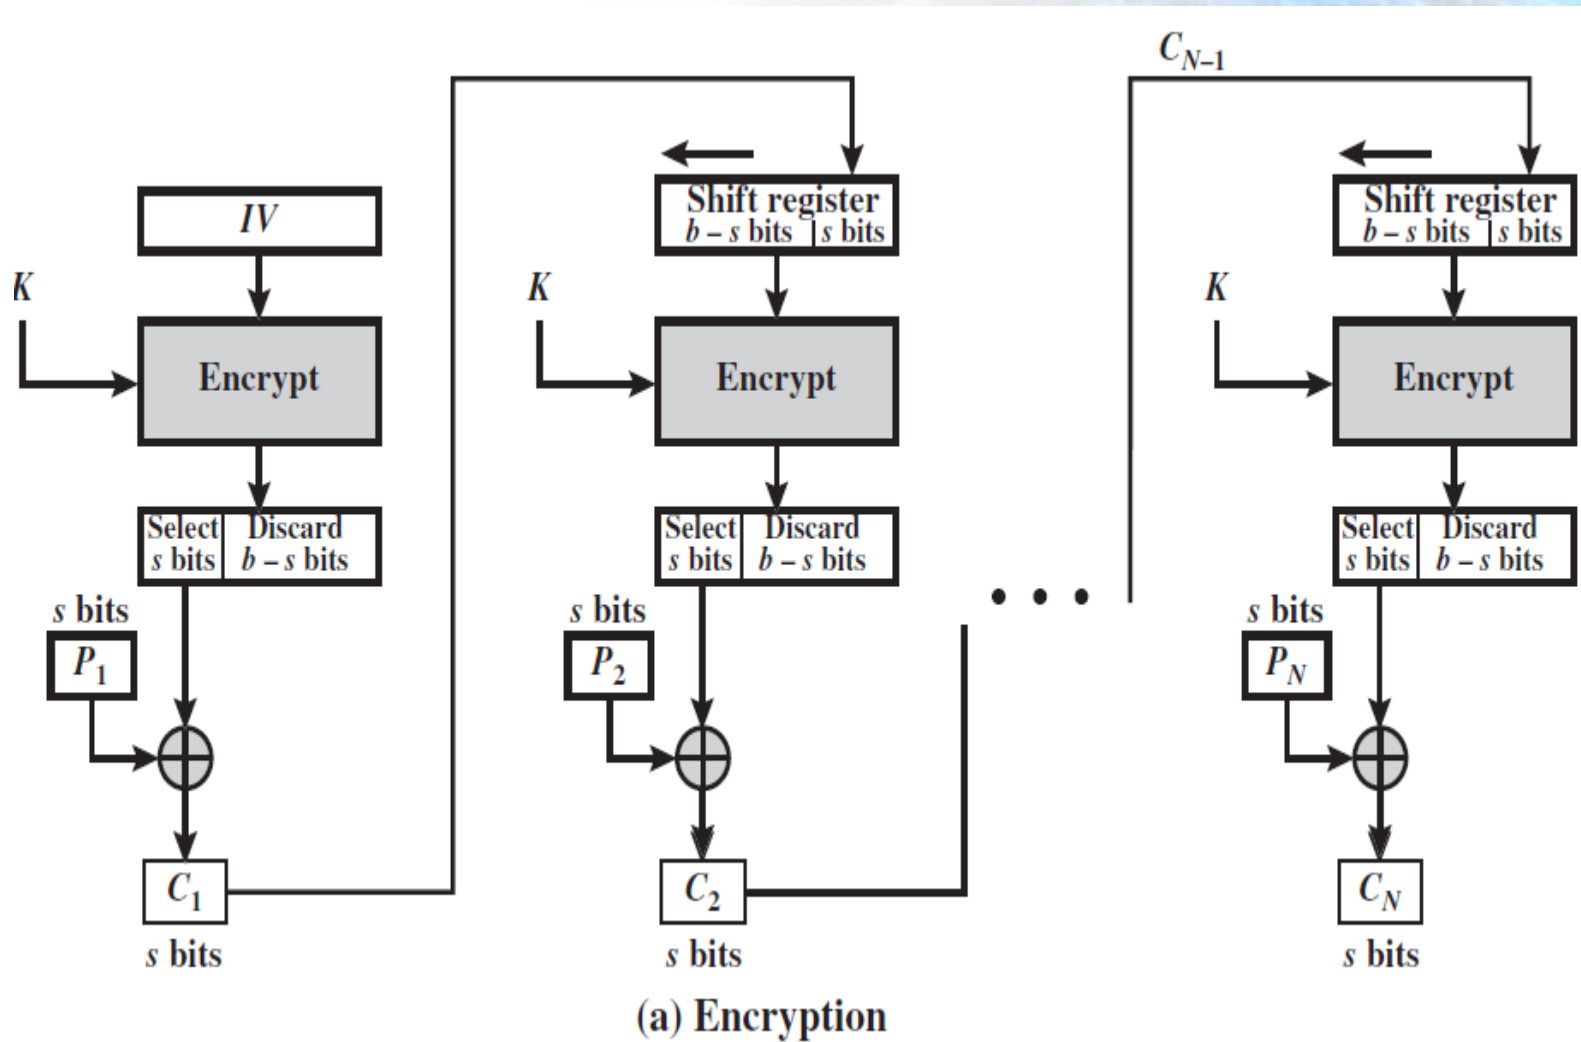 C_{N–1}
IV
Shift register
b – s bits | s bits
Shift register
b – s bits | s bits
K
K
K
Encrypt
Encrypt
Encrypt
Select Discard
s bits b – s bits
Select Discard
s bits b – s bits
Select Discard
s bits b – s bits
s bits
P_1
s bits
P_2
s bits
P_N
C_1
s bits
C_2
s bits
C_N
s bits
(a) Encryption